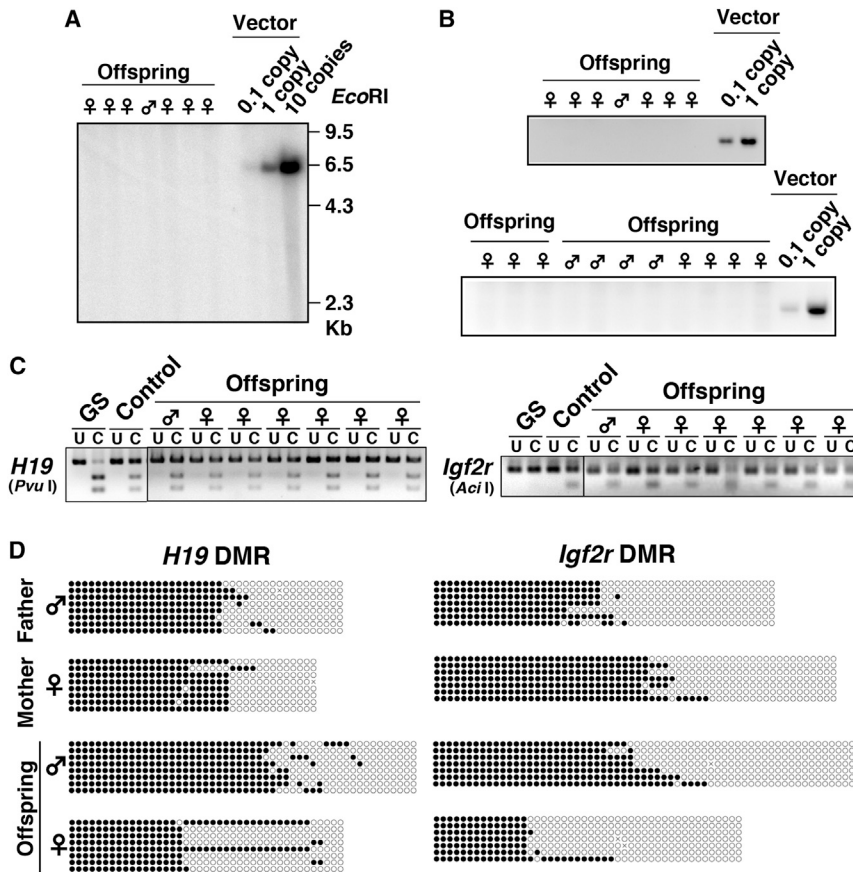 A
Vector
Offspring
0.1 copy
1 copy
10 copies
♀ ♀ ♀ ♂ ♀ ♀ ♀
EcoRI
9.5
6.5
4.3
2.3
Kb
B
Vector
Offspring
0.1 copy
1 copy
♀ ♀ ♀ ♂ ♀ ♀ ♀
Vector
Offspring
Offspring
0.1 copy
1 copy
♀ ♀ ♀ ♂ ♂ ♂ ♂ ♀ ♀ ♀ ♀
C
GS
Control
Offspring
♂ ♀ ♀ ♀ ♀ ♀ ♀
U C U C U C U C U C U C U C U C U C
H19
(Pvu I)
GS
Control
Offspring
♂ ♀ ♀ ♀ ♀ ♀ ♀
U C U C U C U C U C U C U C U C U C
Igf2r
(Aci I)
D
H19 DMR
Igf2r DMR
Father
♂
Mother
♀
Offspring
♂
♀